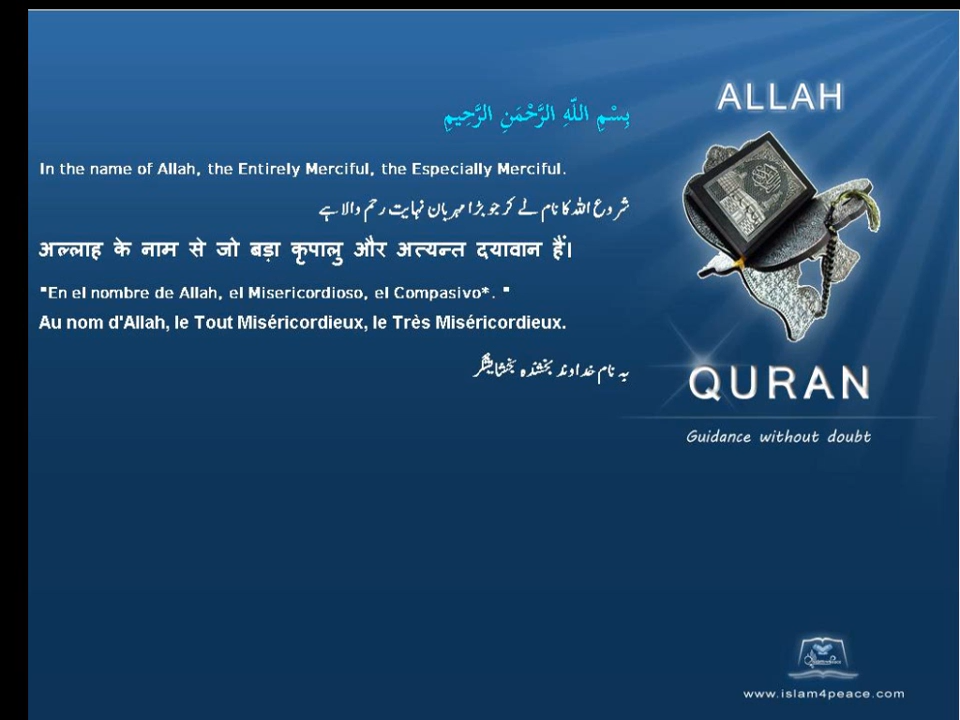 بِسْمِ اللّهِ الرَّحْمَنِ الرَّحِيمِ
In the name of Allah, the Entirely Merciful, the Especially Merciful.
شروع الله کا نام لے کر جو بڑا مہربان نہایت رحم والا ہے
अल्लाह के नाम से जो बड़ा कृपालु और अत्यन्त दयावान हैं।
"En el nombre de Allah, el Misericordioso, el Compasivo*. "
Au nom d'Allah, le Tout Miséricordieux, le Très Miséricordieux.
به نام خداوند بخشنده بخشایشگر
ALLAH
QURAN
Guidance without doubt
www.islam4peace.com